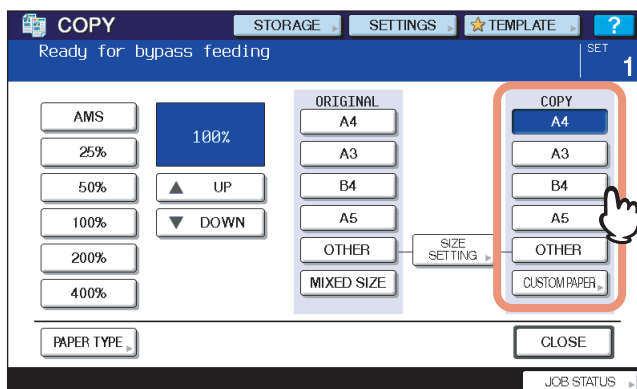 COPY
STORAGE
SETTINGS
TEMPLATE
?
Ready for bypass feeding
SET
1
AMS
25%
50%
100%
200%
400%
100%
UP
DOWN
ORIGINAL
A4
A3
B4
A5
OTHER
MIXED SIZE
SIZE
SETTING
COPY
A4
A3
B4
A5
OTHER
CUSTOM PAPER
PAPER TYPE
CLOSE
JOB STATUS